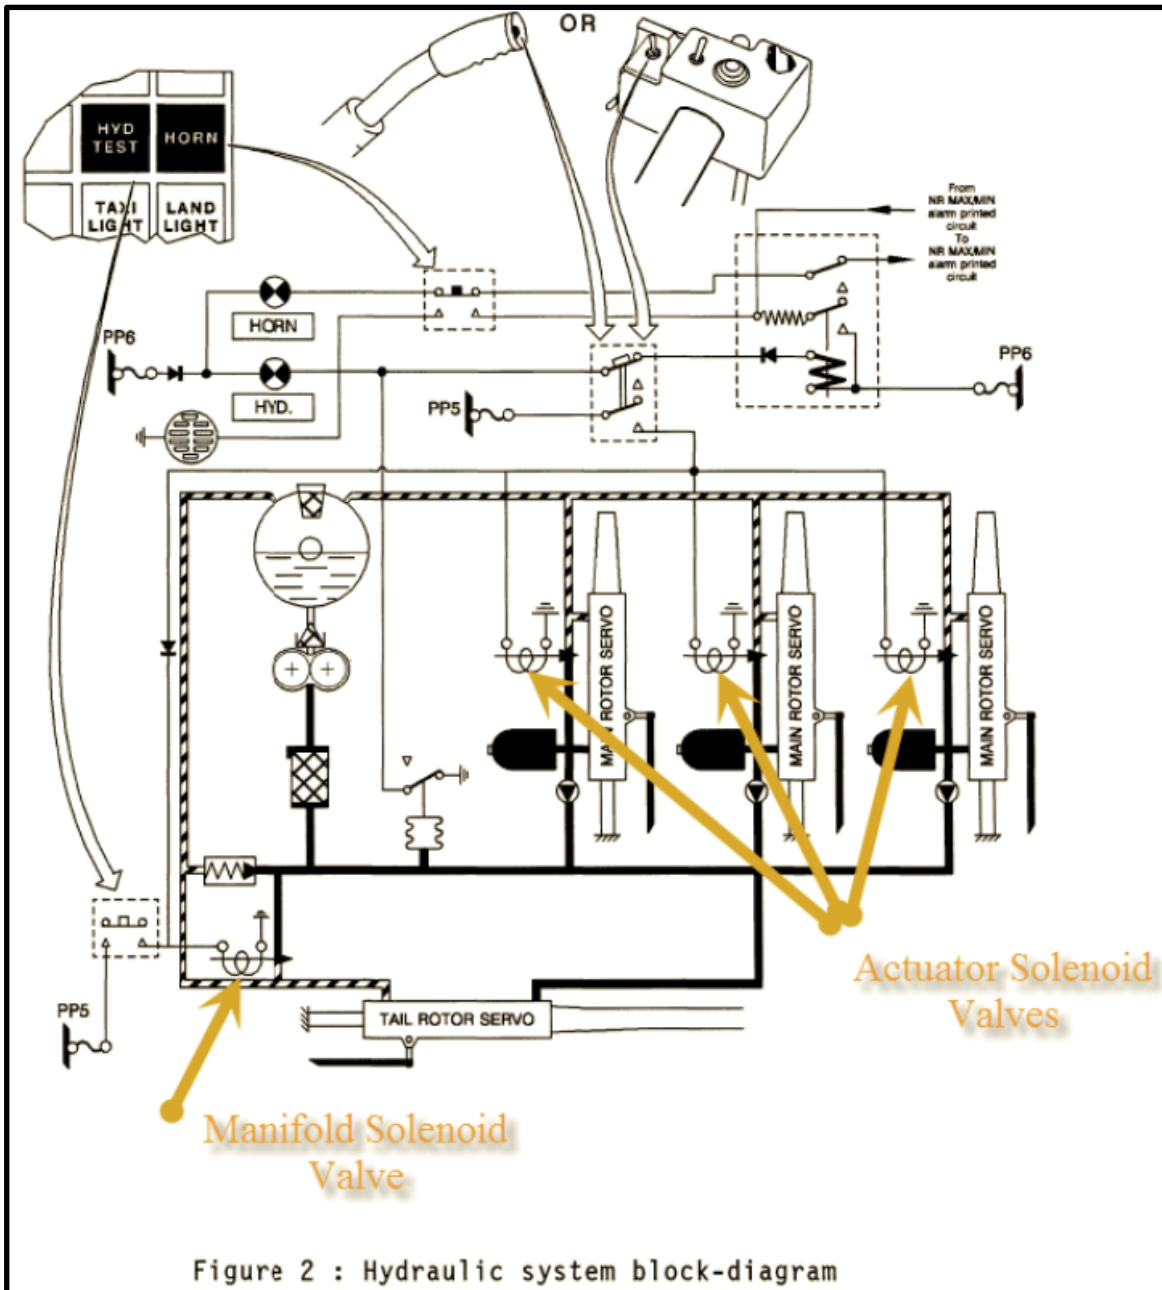 OR
HYD
TEST
HORN
TAXI
LIGHT
LAND
LIGHT
From
NR MAX/MIN
alarm printed
circuit
To
NR MAX/MIN
alarm printed
circuit
PP6
HORN
HYD.
PP5
PP6
MAIN ROTOR SERVO
MAIN ROTOR SERVO
MAIN ROTOR SERVO
PP5
TAIL ROTOR SERVO
Actuator Solenoid
Valves
Manifold Solenoid
Valve
Figure 2 : Hydraulic system block-diagram